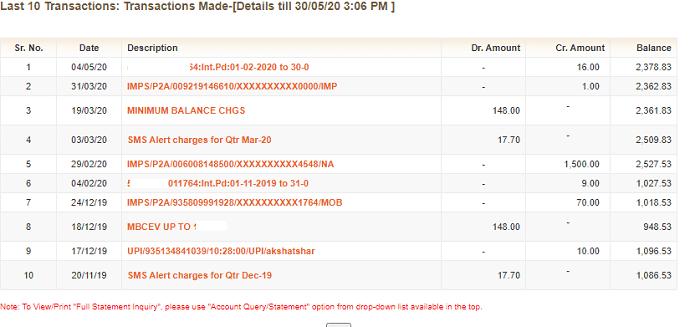 Last 10 Transactions: Transactions Made-[Details till 30/05/20 3:06 PM ]
Sr. No. Date Description Dr. Amount Cr. Amount Balance
1 04/05/20 54:Int.Pd:01-02-2020 to 30-0 - 16.00 2,378.83
2 31/03/20 IMPS/P2A/009219146610/XXXXXXXXXX0000/IMP - 1.00 2,362.83
3 19/03/20 MINIMUM BALANCE CHGS 148.00 - 2,361.83
4 03/03/20 SMS Alert charges for Qtr Mar-20 17.70 - 2,509.83
5 29/02/20 IMPS/P2A/006008148500/XXXXXXXXXX4548/NA - 1,500.00 2,527.53
6 04/02/20 011764:Int.Pd:01-11-2019 to 31-0 - 9.00 1,027.53
7 24/12/19 IMPS/P2A/935809991928/XXXXXXXXXX1764/MOB - 70.00 1,018.53
8 18/12/19 MBCEV UP TO 148.00 - 948.53
9 17/12/19 UPI/935134841039/10:28:00/UPI/akshatshar - 10.00 1,096.53
10 20/11/19 SMS Alert charges for Qtr Dec-19 17.70 - 1,086.53
Note: To View/Print "Full Statement Inquiry", please use "Account Query/Statement" option from drop-down list available in the top.